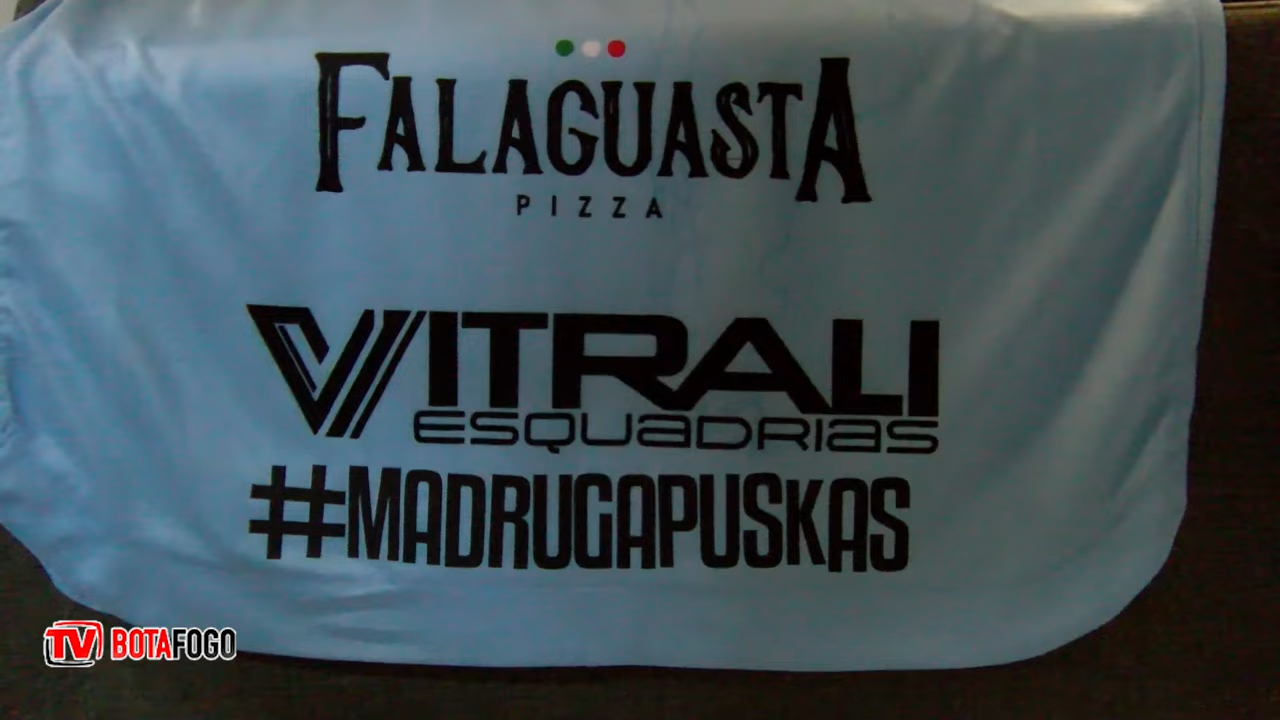 FALAGUASTA
PIZZA
VITRALI
ESQUADRIAS
#MADRUGAPUSKAS
TV BOTAFOGO